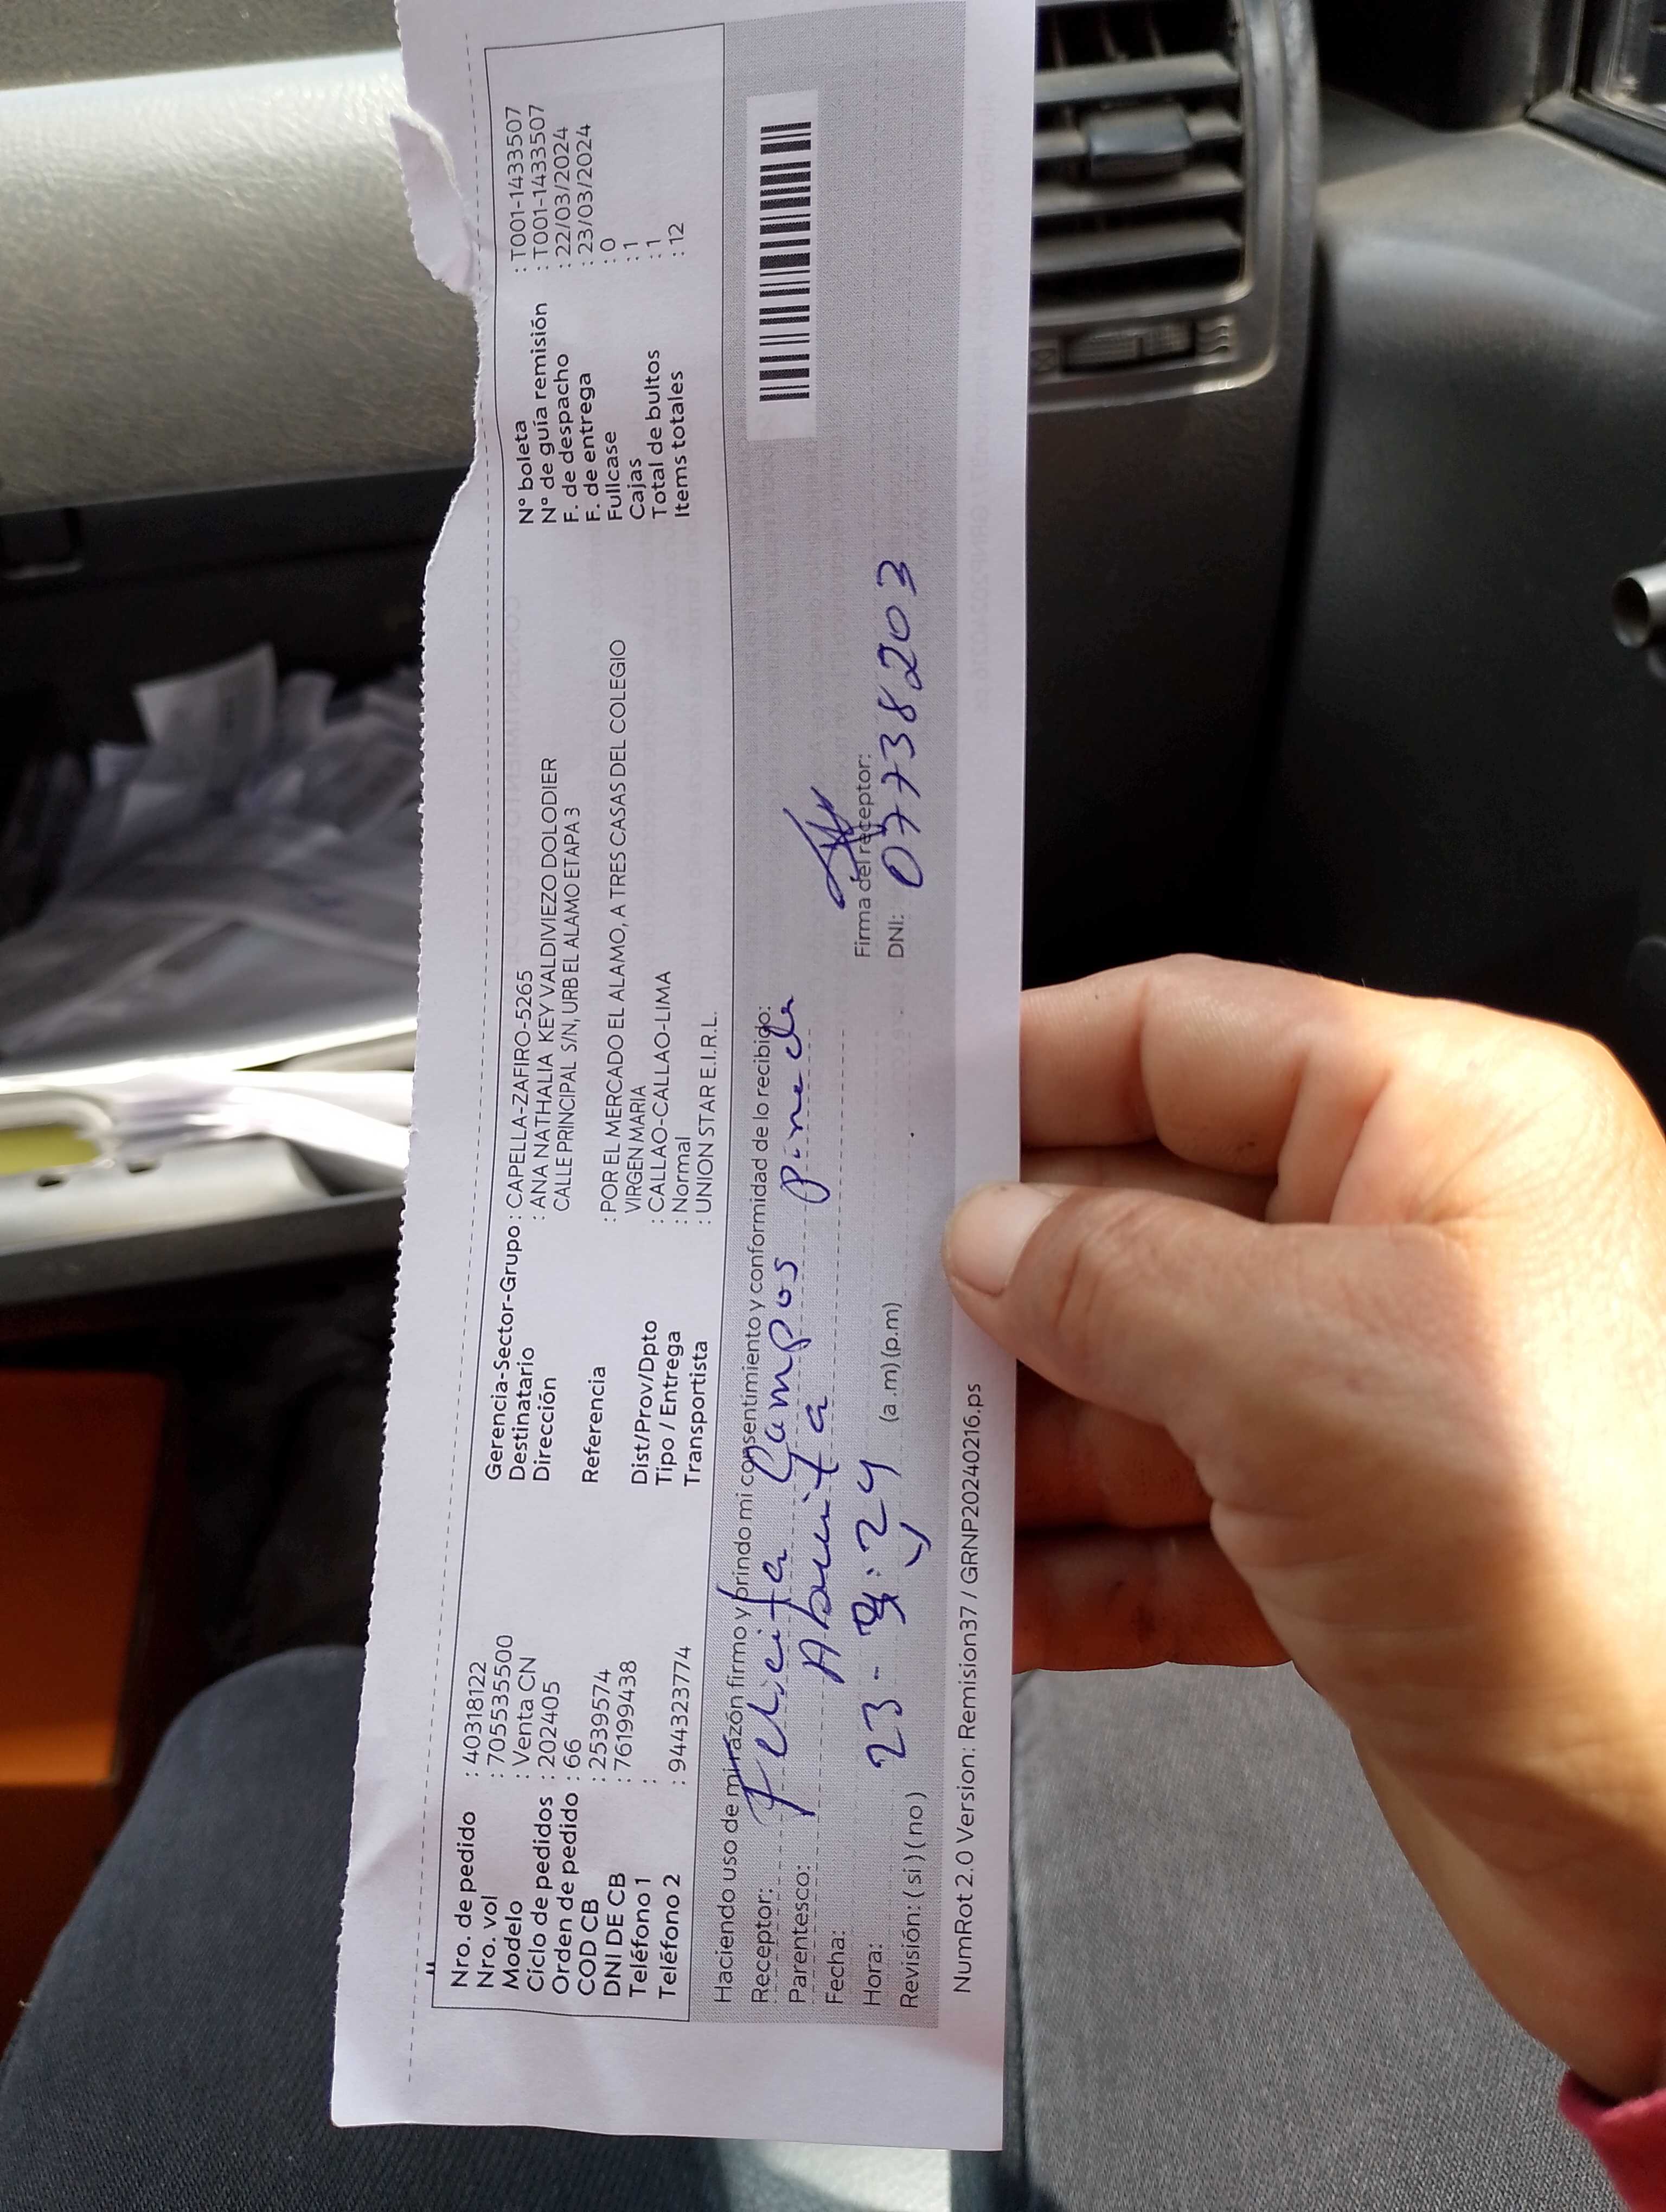 Nro. de pedido : 40318122
Nro. vol : 705535500
Modelo : Venta CN
Ciclo de pedidos : 202405
Orden de pedido : 66
COD CB : 2539574
DNI DE CB : 76199438
Teléfono 1 :
Teléfono 2 : 944323774
Gerencia-Sector-Grupo : CAPELLA-ZAFIRO-5265
Destinatario : ANA NATHALIA KEY VALDIVIEZO DOLODIER
Dirección CALLE PRINCIPAL S/N, URB EL ALAMO ETAPA 3
Referencia : POR EL MERCADO EL ALAMO, A TRES CASAS DEL COLEGIO
VIRGEN MARIA
Dist/Prov/Dpto : CALLAO-CALLAO-LIMA
Tipo / Entrega : Normal
Transportista : UNION STAR E.I.R.L.
N° boleta : T001-1433507
N° de guía remisión : T001-1433507
F. de despacho : 22/03/2024
F. de entrega : 23/03/2024
Fullcase : 0
Cajas : 1
Total de bultos : 1
Items totales : 12
Haciendo uso de mi razón firmo y brindo mi consentimiento y conformidad de lo recibido:
Receptor: Felicita Campos pineda
Parentesco: Abuelita
Fecha: 23-3-24
Hora: (a.m) (p.m)
Revisión: ( si ) ( no )
Firma del receptor:
DNI: 07738203
NumRot 2.0 Version: Remision37 / GRNP20240216.ps